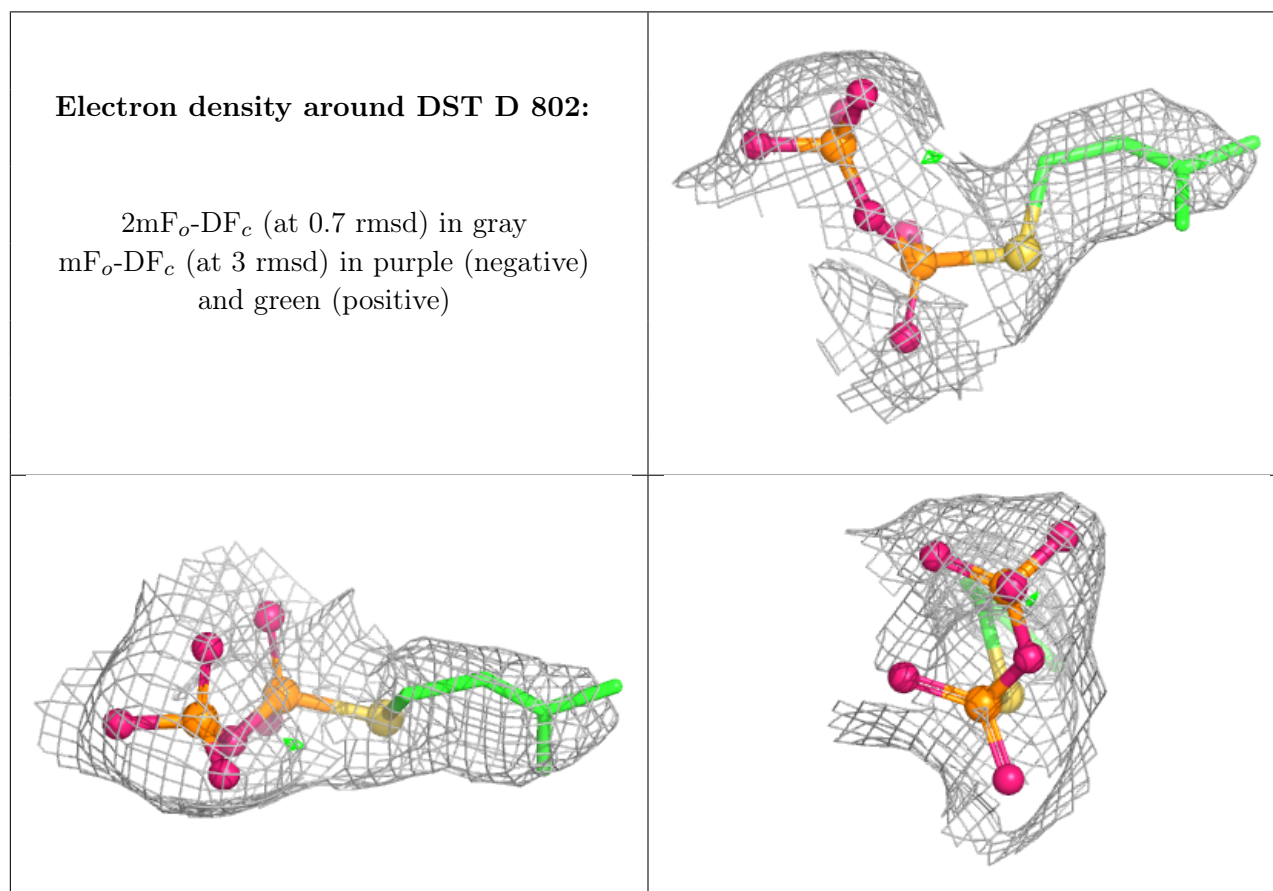 Electron density around DST D 802:
2mFₒ-DF𝒸 (at 0.7 rmsd) in gray
mFₒ-DF𝒸 (at 3 rmsd) in purple (negative)
and green (positive)